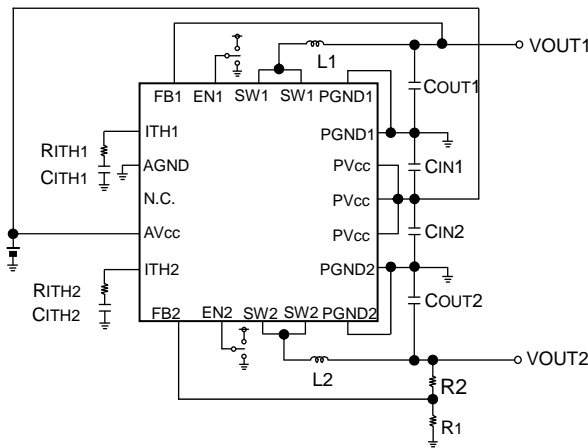 VOUT1
L1
COUT1
FB1 EN1 SW1 SW1 PGND1
ITH1
PGND1
RITH1
CITH1
AGND
PVCC
CIN1
N.C.
PVCC
AVCC
PVCC
CIN2
ITH2
PGND2
RITH2
CITH2
COUT2
FB2 EN2 SW2 SW2 PGND2
VOUT2
L2
R2
R1